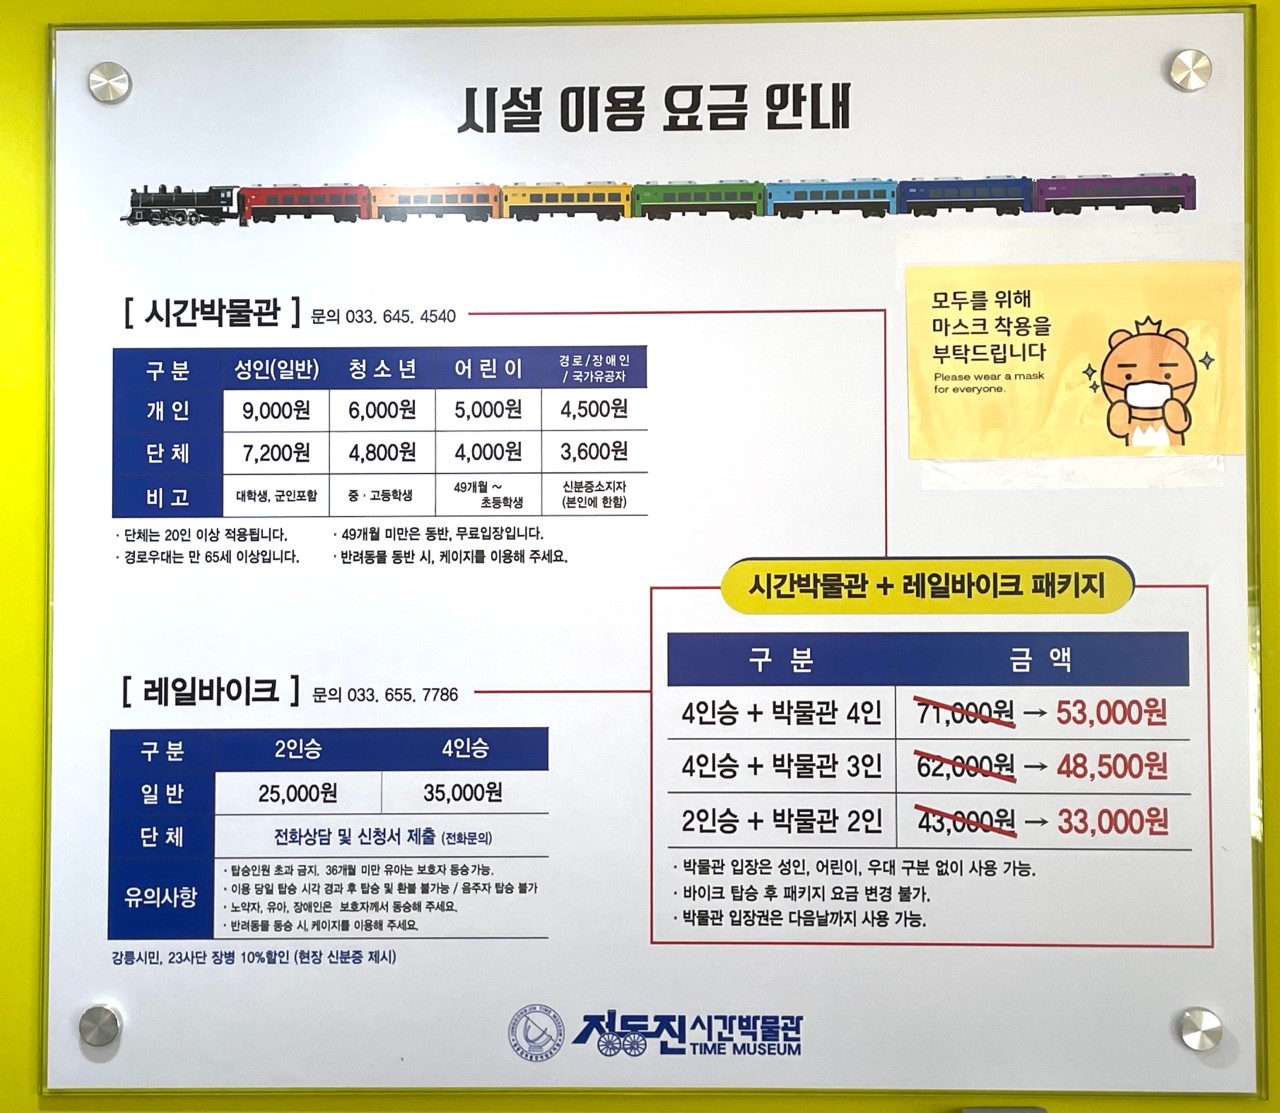 시설 이용 요금 안내
모두를 위해
마스크 착용을
부탁드립니다
Please wear a mask
for everyone.
[ 시간박물관 ] 문의 033. 645. 4540
구 분 성인(일반) 청 소 년 어 린 이 경 로 / 장 애 인
/ 국가유공자
개 인 9,000원 6,000원 5,000원 4,500원
단 체 7,200원 4,800원 4,000원 3,600원
비 고 대학생, 군인포함 중 · 고등학생 49개월 ~
초등학생 신분증소지자
(본인에 한함)
· 단체는 20인 이상 적용됩니다.
· 경로우대는 만 65세 이상입니다.
· 49개월 미만은 동반, 무료입장입니다.
· 반려동물 동반 시, 케이지를 이용해 주세요.
[ 레일바이크 ] 문의 033. 655. 7786
구 분 2인승 4인승
일 반 25,000원 35,000원
단 체 전화상담 및 신청서 제출 (전화문의)
유의사항
· 탑승인원 초과 금지. 36개월 미만 유아는 보호자 동승가능.
· 이용 당일 탑승 시각 경과 후 탑승 및 환불 불가능 / 음주자 탑승 불가
· 노약자, 유아, 장애인은 보호자께서 동승해 주세요.
· 반려동물 동승 시, 케이지를 이용해 주세요.
강릉시민, 23사단 장병 10%할인 (현장 신분증 제시)
시간박물관 + 레일바이크 패키지
구 분 금 액
4인승 + 박물관 4인 71,000원 → 53,000원
4인승 + 박물관 3인 62,000원 → 48,500원
2인승 + 박물관 2인 43,000원 → 33,000원
· 박물관 입장은 성인, 어린이, 우대 구분 없이 사용 가능.
· 바이크 탑승 후 패키지 요금 변경 불가.
· 박물관 입장권은 다음날까지 사용 가능.
정동진 시간박물관
TIME MUSEUM